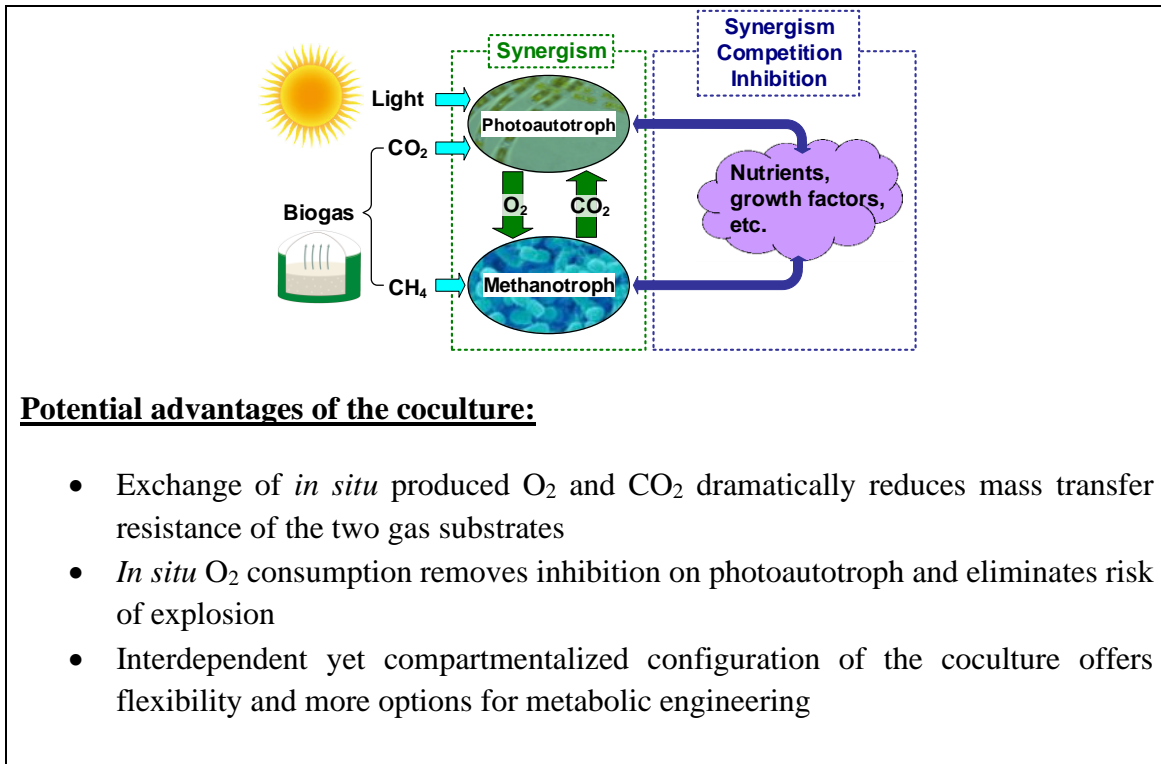 Synergism
Synergism
Competition
Inhibition
Light
Photoautotroph
CO₂
Nutrients,
growth factors,
etc.
O₂
CO₂
Biogas
CH₄
Methanotroph
Potential advantages of the coculture:
• Exchange of in situ produced O₂ and CO₂ dramatically reduces mass transfer
resistance of the two gas substrates
• In situ O₂ consumption removes inhibition on photoautotroph and eliminates risk
of explosion
• Interdependent yet compartmentalized configuration of the coculture offers
flexibility and more options for metabolic engineering